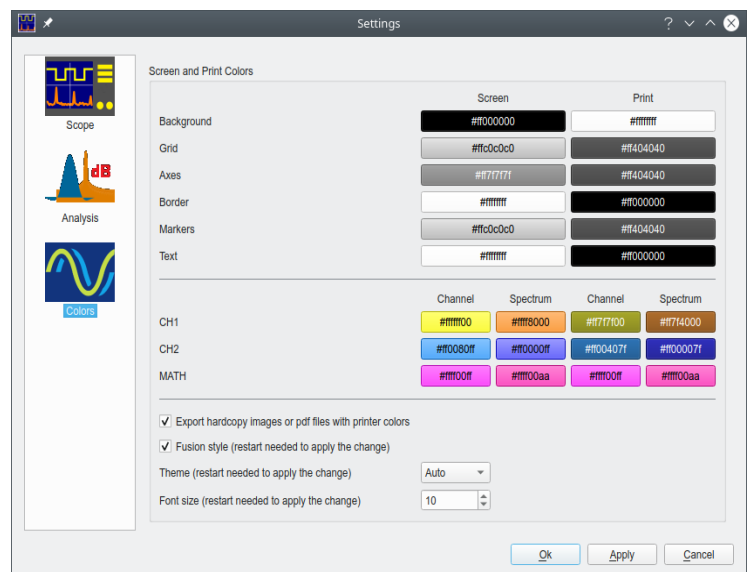 Settings
?
Screen and Print Colors
Scope
dB
Analysis
Colors
Screen Print
Background #ff000000 #ffffffff
Grid #ffc0c0c0 #ff404040
Axes #ff7f7f7f #ff404040
Border #ffffffff #ff000000
Markers #ffc0c0c0 #ff404040
Text #ffffffff #ff000000
Channel Spectrum Channel Spectrum
CH1 #ffffff00 #ffff8000 #ff7f7f00 #ff7f4000
CH2 #ff0080ff #ff0000ff #ff00407f #ff00007f
MATH #ffff00ff #ffff00aa #ffff00ff #ffff00aa
Export hardcopy images or pdf files with printer colors
Fusion style (restart needed to apply the change)
Theme (restart needed to apply the change) Auto
Font size (restart needed to apply the change) 10
Ok Apply Cancel